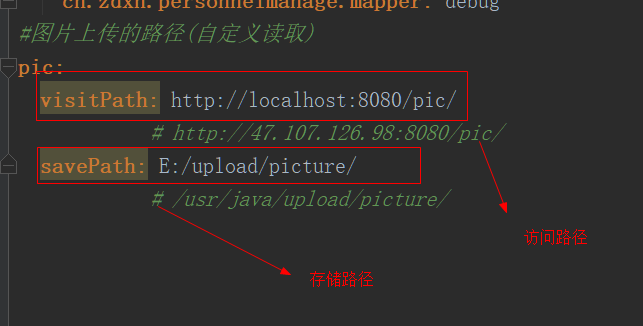 cn.zdxn.personnelmanage.mapper: debug
#图片上传的路径(自定义读取)
pic:
visitPath: http://localhost:8080/pic/
# http://47.107.126.98:8080/pic/
savePath: E:/upload/picture/
# /usr/java/upload/picture/
访问路径
存储路径